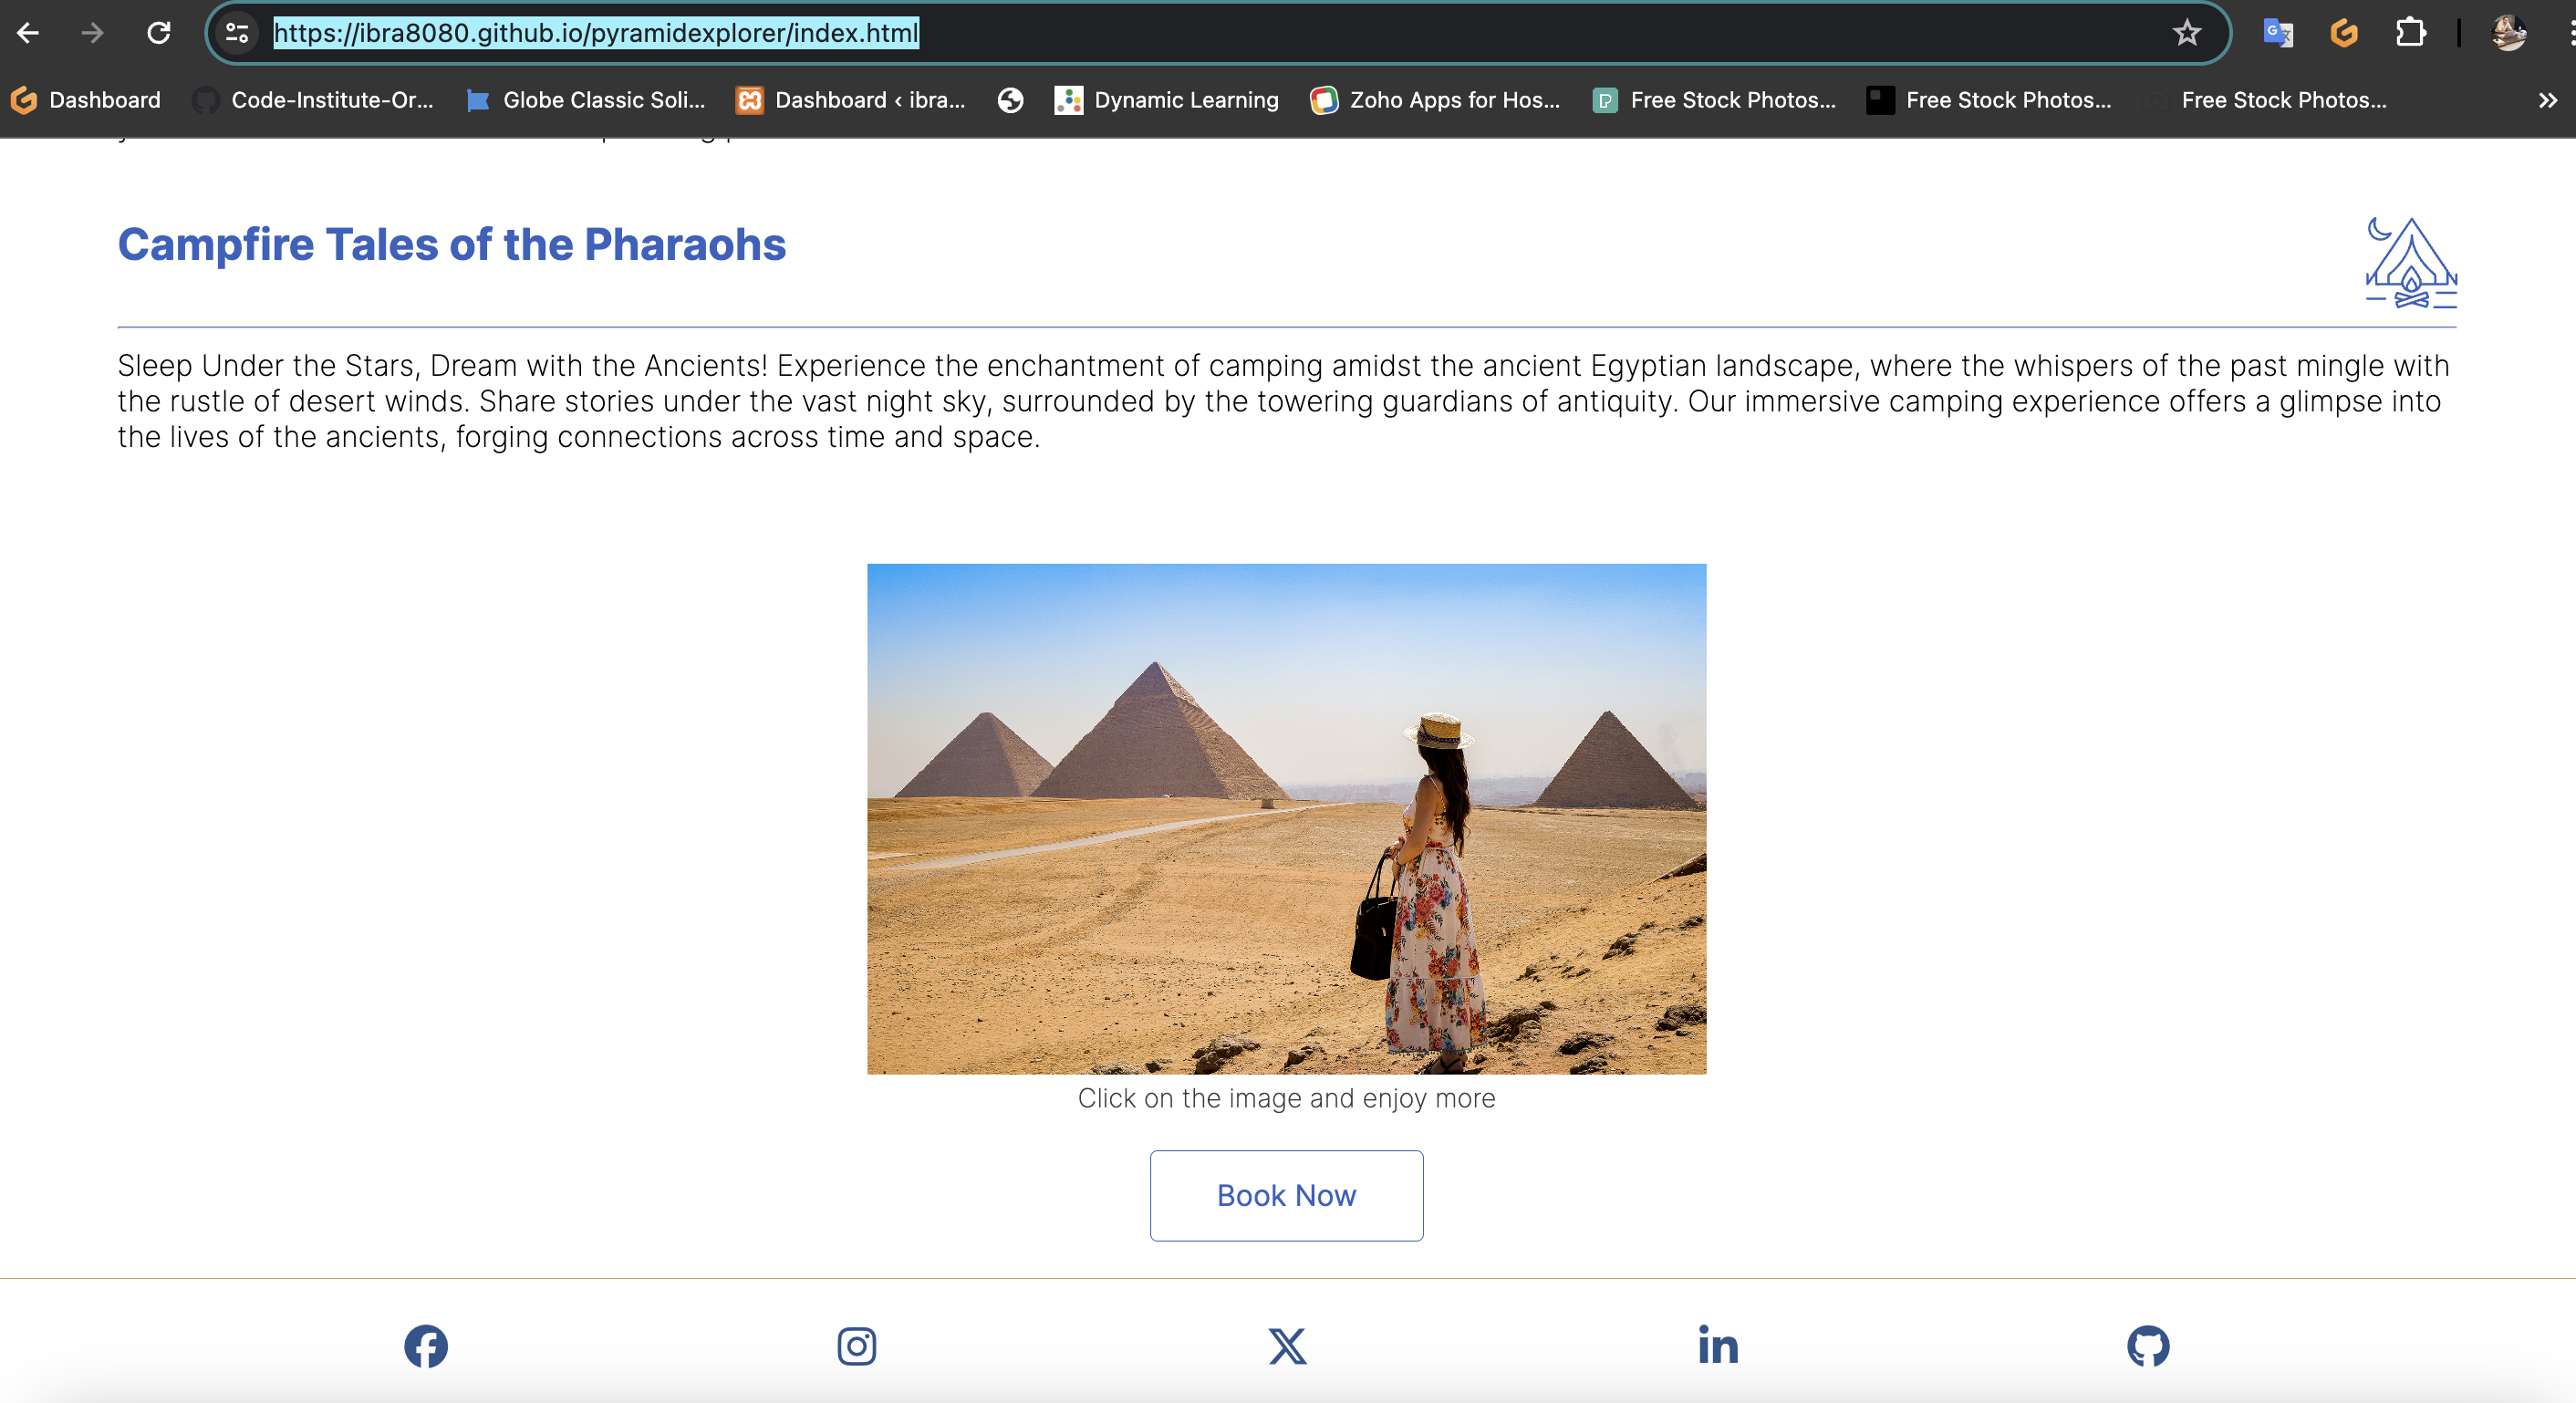 https://ibra8080.github.io/pyramidexplorer/index.html
Dashboard Code-Institute-Or... Globe Classic Soli... Dashboard ‹ ibra... Dynamic Learning Zoho Apps for Hos... Free Stock Photos... Free Stock Photos... Free Stock Photos...
Campfire Tales of the Pharaohs
Sleep Under the Stars, Dream with the Ancients! Experience the enchantment of camping amidst the ancient Egyptian landscape, where the whispers of the past mingle with
the rustle of desert winds. Share stories under the vast night sky, surrounded by the towering guardians of antiquity. Our immersive camping experience offers a glimpse into
the lives of the ancients, forging connections across time and space.
Click on the image and enjoy more
Book Now